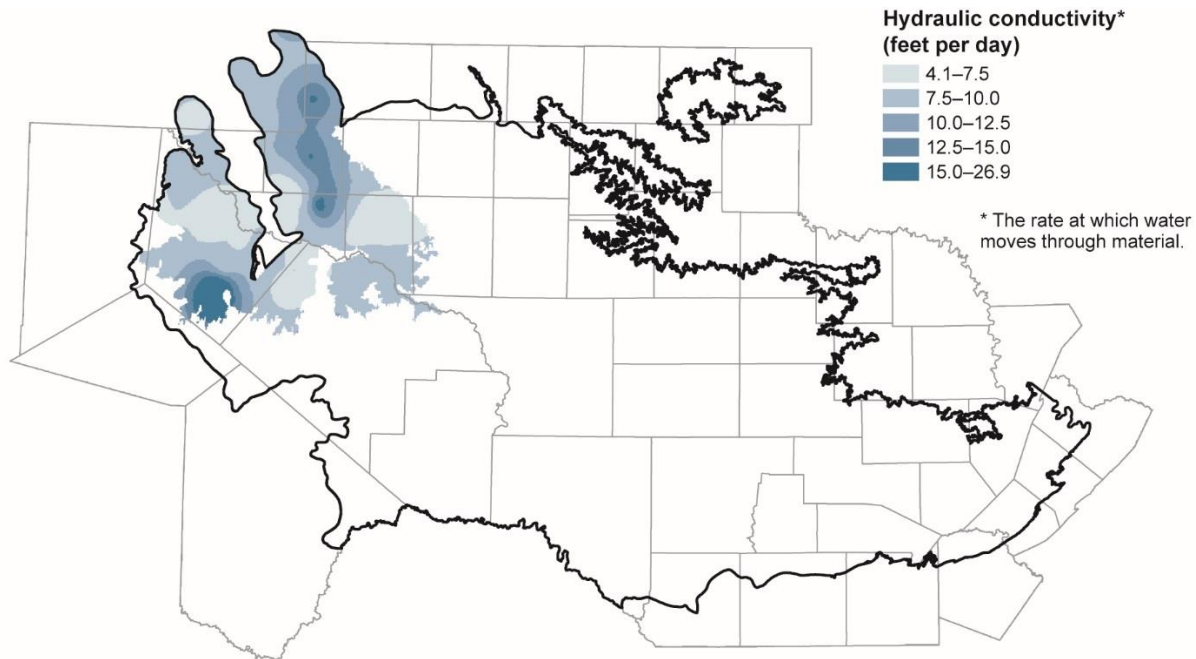 Hydraulic conductivity*
(feet per day)
4.1–7.5
7.5–10.0
10.0–12.5
12.5–15.0
15.0–26.9
* The rate at which water
moves through material.